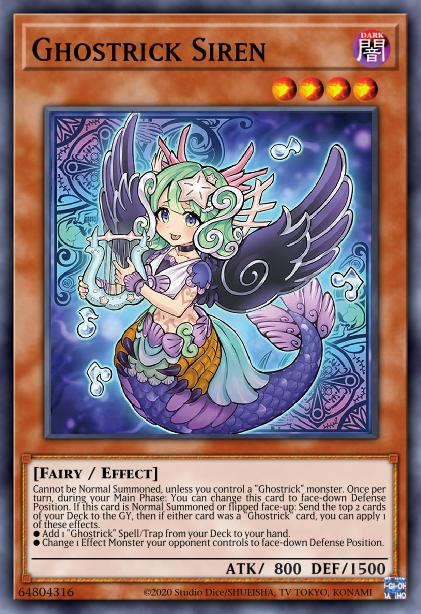 Ghostrick Siren
DARK
闇
[Fairy / Effect]
Cannot be Normal Summoned, unless you control a "Ghostrick" monster. Once per
turn, during your Main Phase: You can change this card to face-down Defense
Position. If this card is Normal Summoned or flipped face-up: Send the top 2 cards
of your Deck to the GY, then if either card was a "Ghostrick" card, you can apply 1
of these effects.
● Add 1 "Ghostrick" Spell/Trap from your Deck to your hand.
● Change 1 Effect Monster your opponent controls to face-down Defense Position.
ATK/ 800 DEF/1500
64804316 ©2020 Studio Dice/SHUEISHA, TV TOKYO, KONAMI